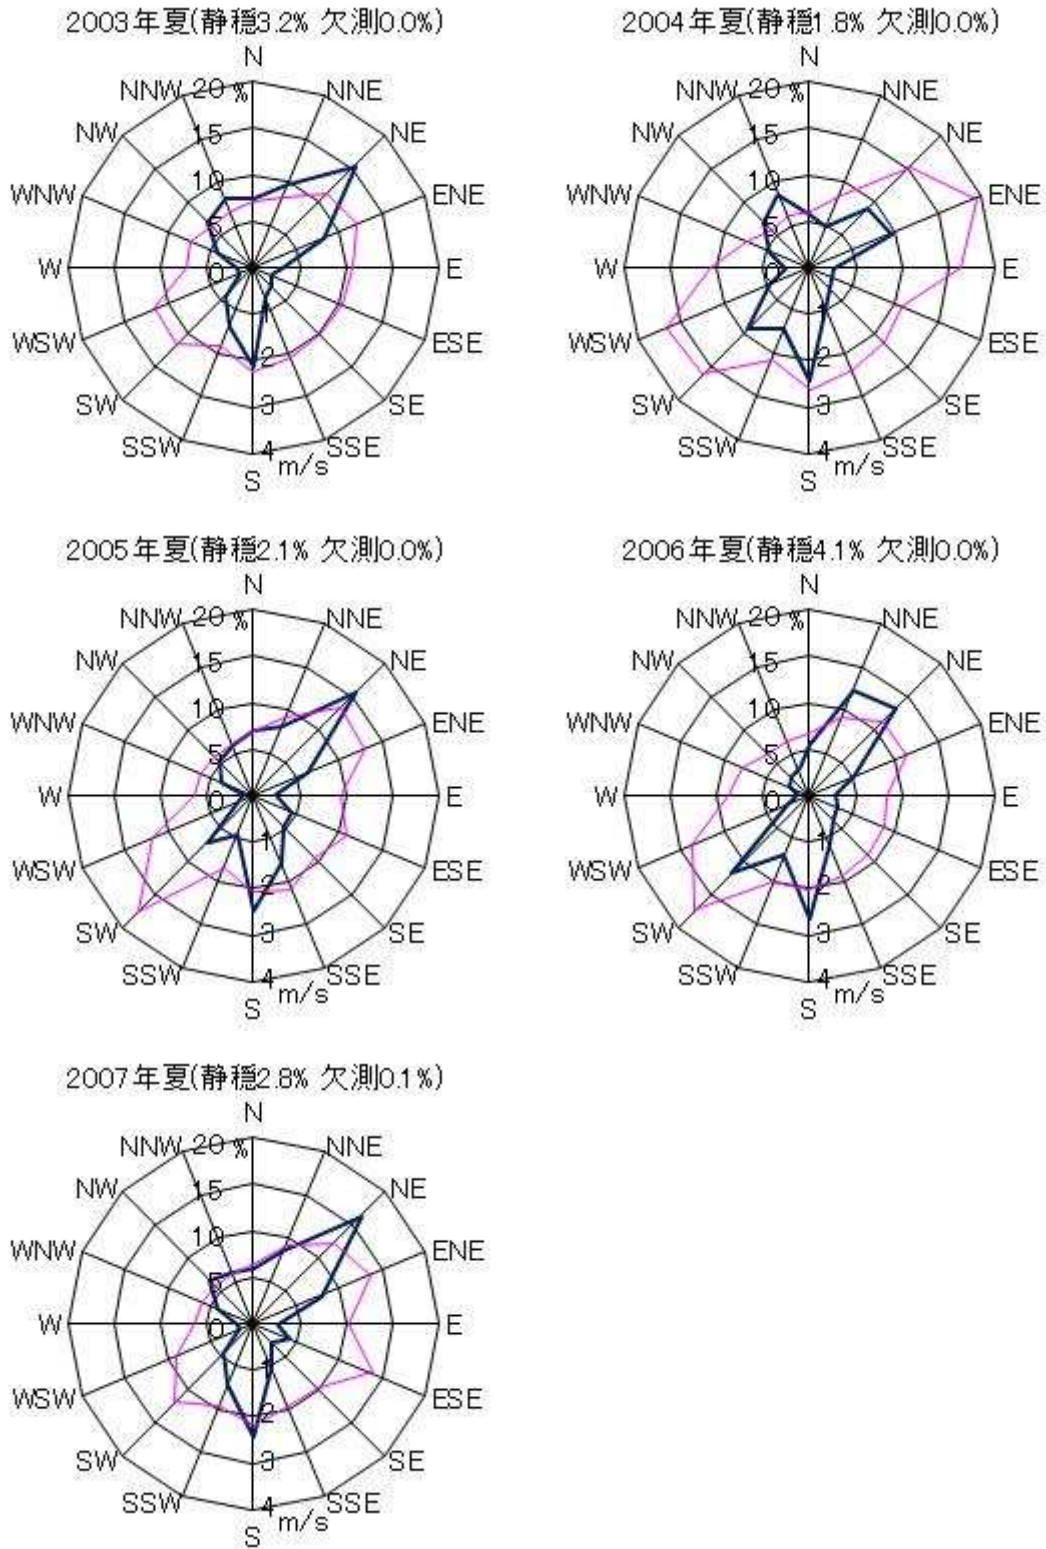 2003年夏(静穏3.2% 欠測0.0%)
N
NNW 20 % NNE
NW 15 NE
WNW 10 ENE
5
W 0 E
1
WSW 2 ESE
SW 3 SE
SSW 4 m/s SSE
S
2004年夏(静穏1.8% 欠測0.0%)
N
NNW 20 % NNE
NW 15 NE
WNW 10 ENE
5
W 0 E
1
WSW 2 ESE
SW 3 SE
SSW 4 m/s SSE
S
2005年夏(静穏2.1% 欠測0.0%)
N
NNW 20 % NNE
NW 15 NE
WNW 10 ENE
5
W 0 E
1
WSW 2 ESE
SW 3 SE
SSW 4 m/s SSE
S
2006年夏(静穏4.1% 欠測0.0%)
N
NNW 20 % NNE
NW 15 NE
WNW 10 ENE
5
W 0 E
1
WSW 2 ESE
SW 3 SE
SSW 4 m/s SSE
S
2007年夏(静穏2.8% 欠測0.1%)
N
NNW 20 % NNE
NW 15 NE
WNW 10 ENE
5
W 0 E
1
WSW 2 ESE
SW 3 SE
SSW 4 m/s SSE
S